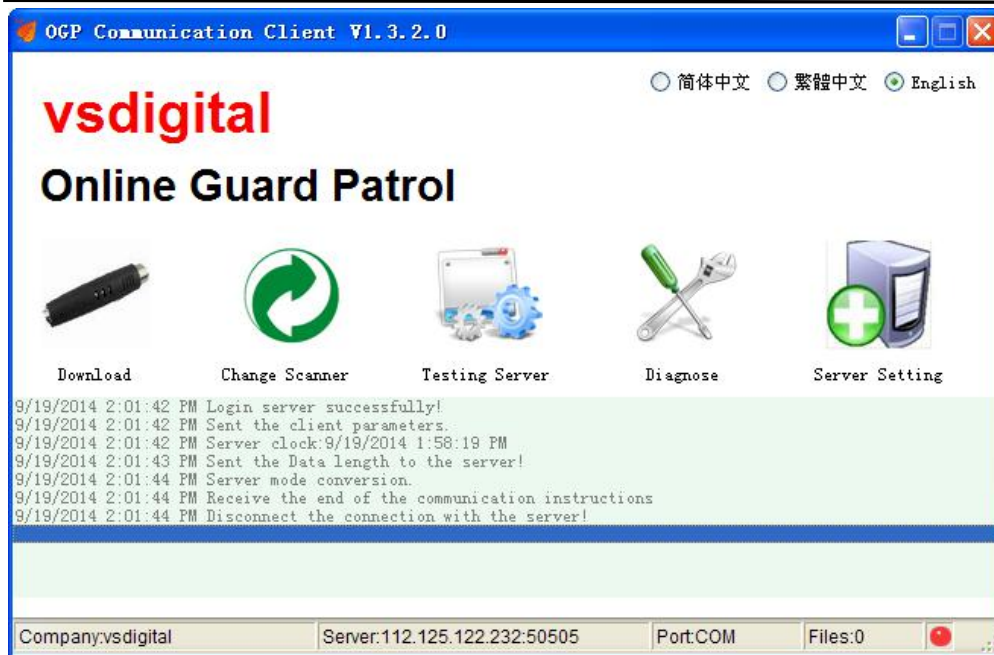 OGP Communication Client V1.3.2.0
简体中文 繁體中文 English
vsdigital
Online Guard Patrol
Download Change Scanner Testing Server Diagnose Server Setting
9/19/2014 2:01:42 PM Login server successfully!
9/19/2014 2:01:42 PM Sent the client parameters.
9/19/2014 2:01:42 PM Server clock:9/19/2014 1:58:19 PM
9/19/2014 2:01:43 PM Sent the Data length to the server!
9/19/2014 2:01:44 PM Server mode conversion.
9/19/2014 2:01:44 PM Receive the end of the communication instructions
9/19/2014 2:01:44 PM Disconnect the connection with the server!
Company:vsdigital Server:112.125.122.232:50505 Port:COM Files:0